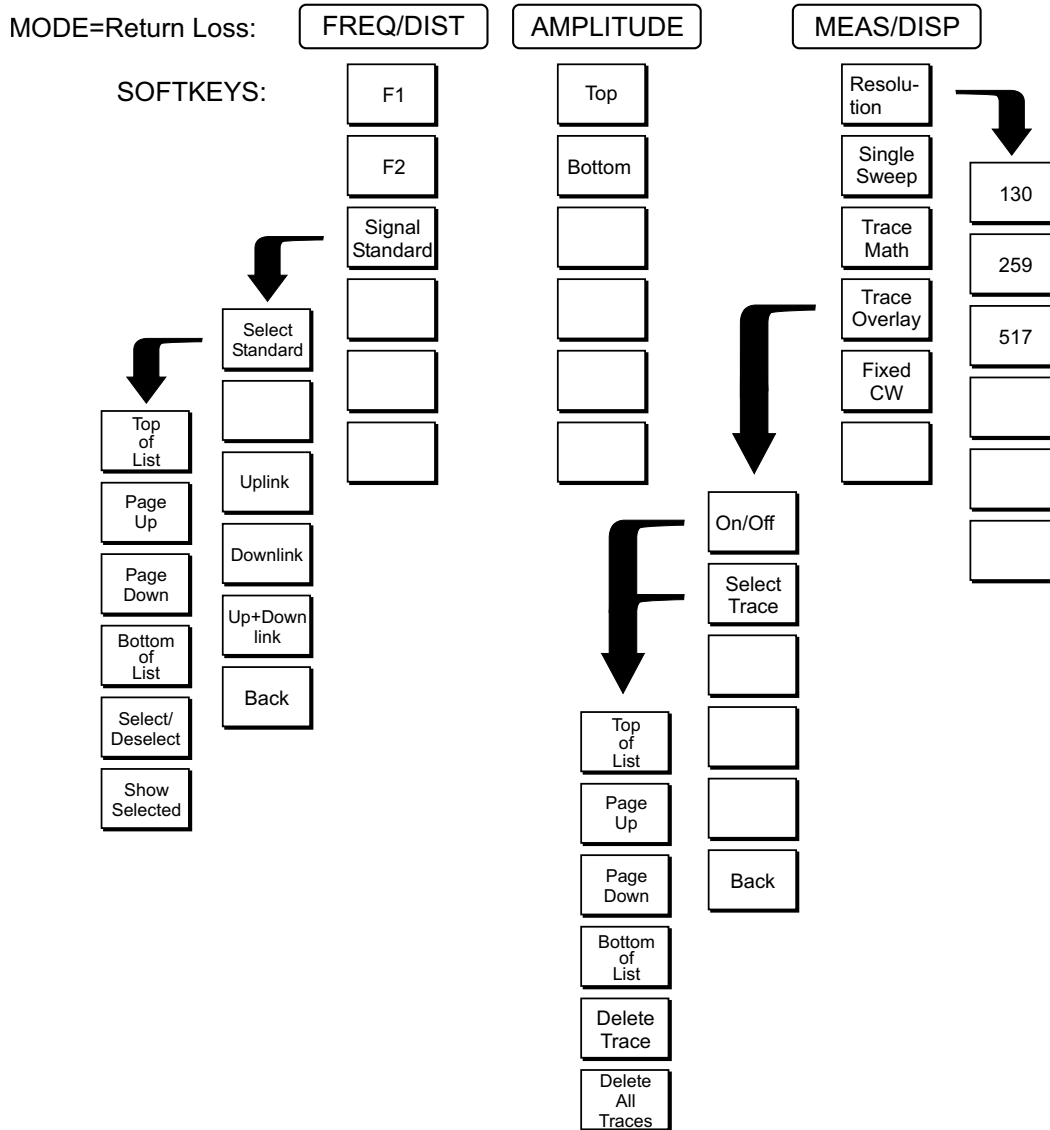 MODE=Return Loss:
FREQ/DIST
AMPLITUDE
MEAS/DISP
SOFTKEYS:
F1
F2
Signal
Standard
Select
Standard
Uplink
Downlink
Up+Down
link
Back
Top
of
List
Page
Up
Page
Down
Bottom
of
List
Select/
Deselect
Show
Selected
Top
Bottom
Resolu-
tion
Single
Sweep
Trace
Math
Trace
Overlay
Fixed
CW
130
259
517
On/Off
Select
Trace
Back
Top
of
List
Page
Up
Page
Down
Bottom
of
List
Delete
Trace
Delete
All
Traces